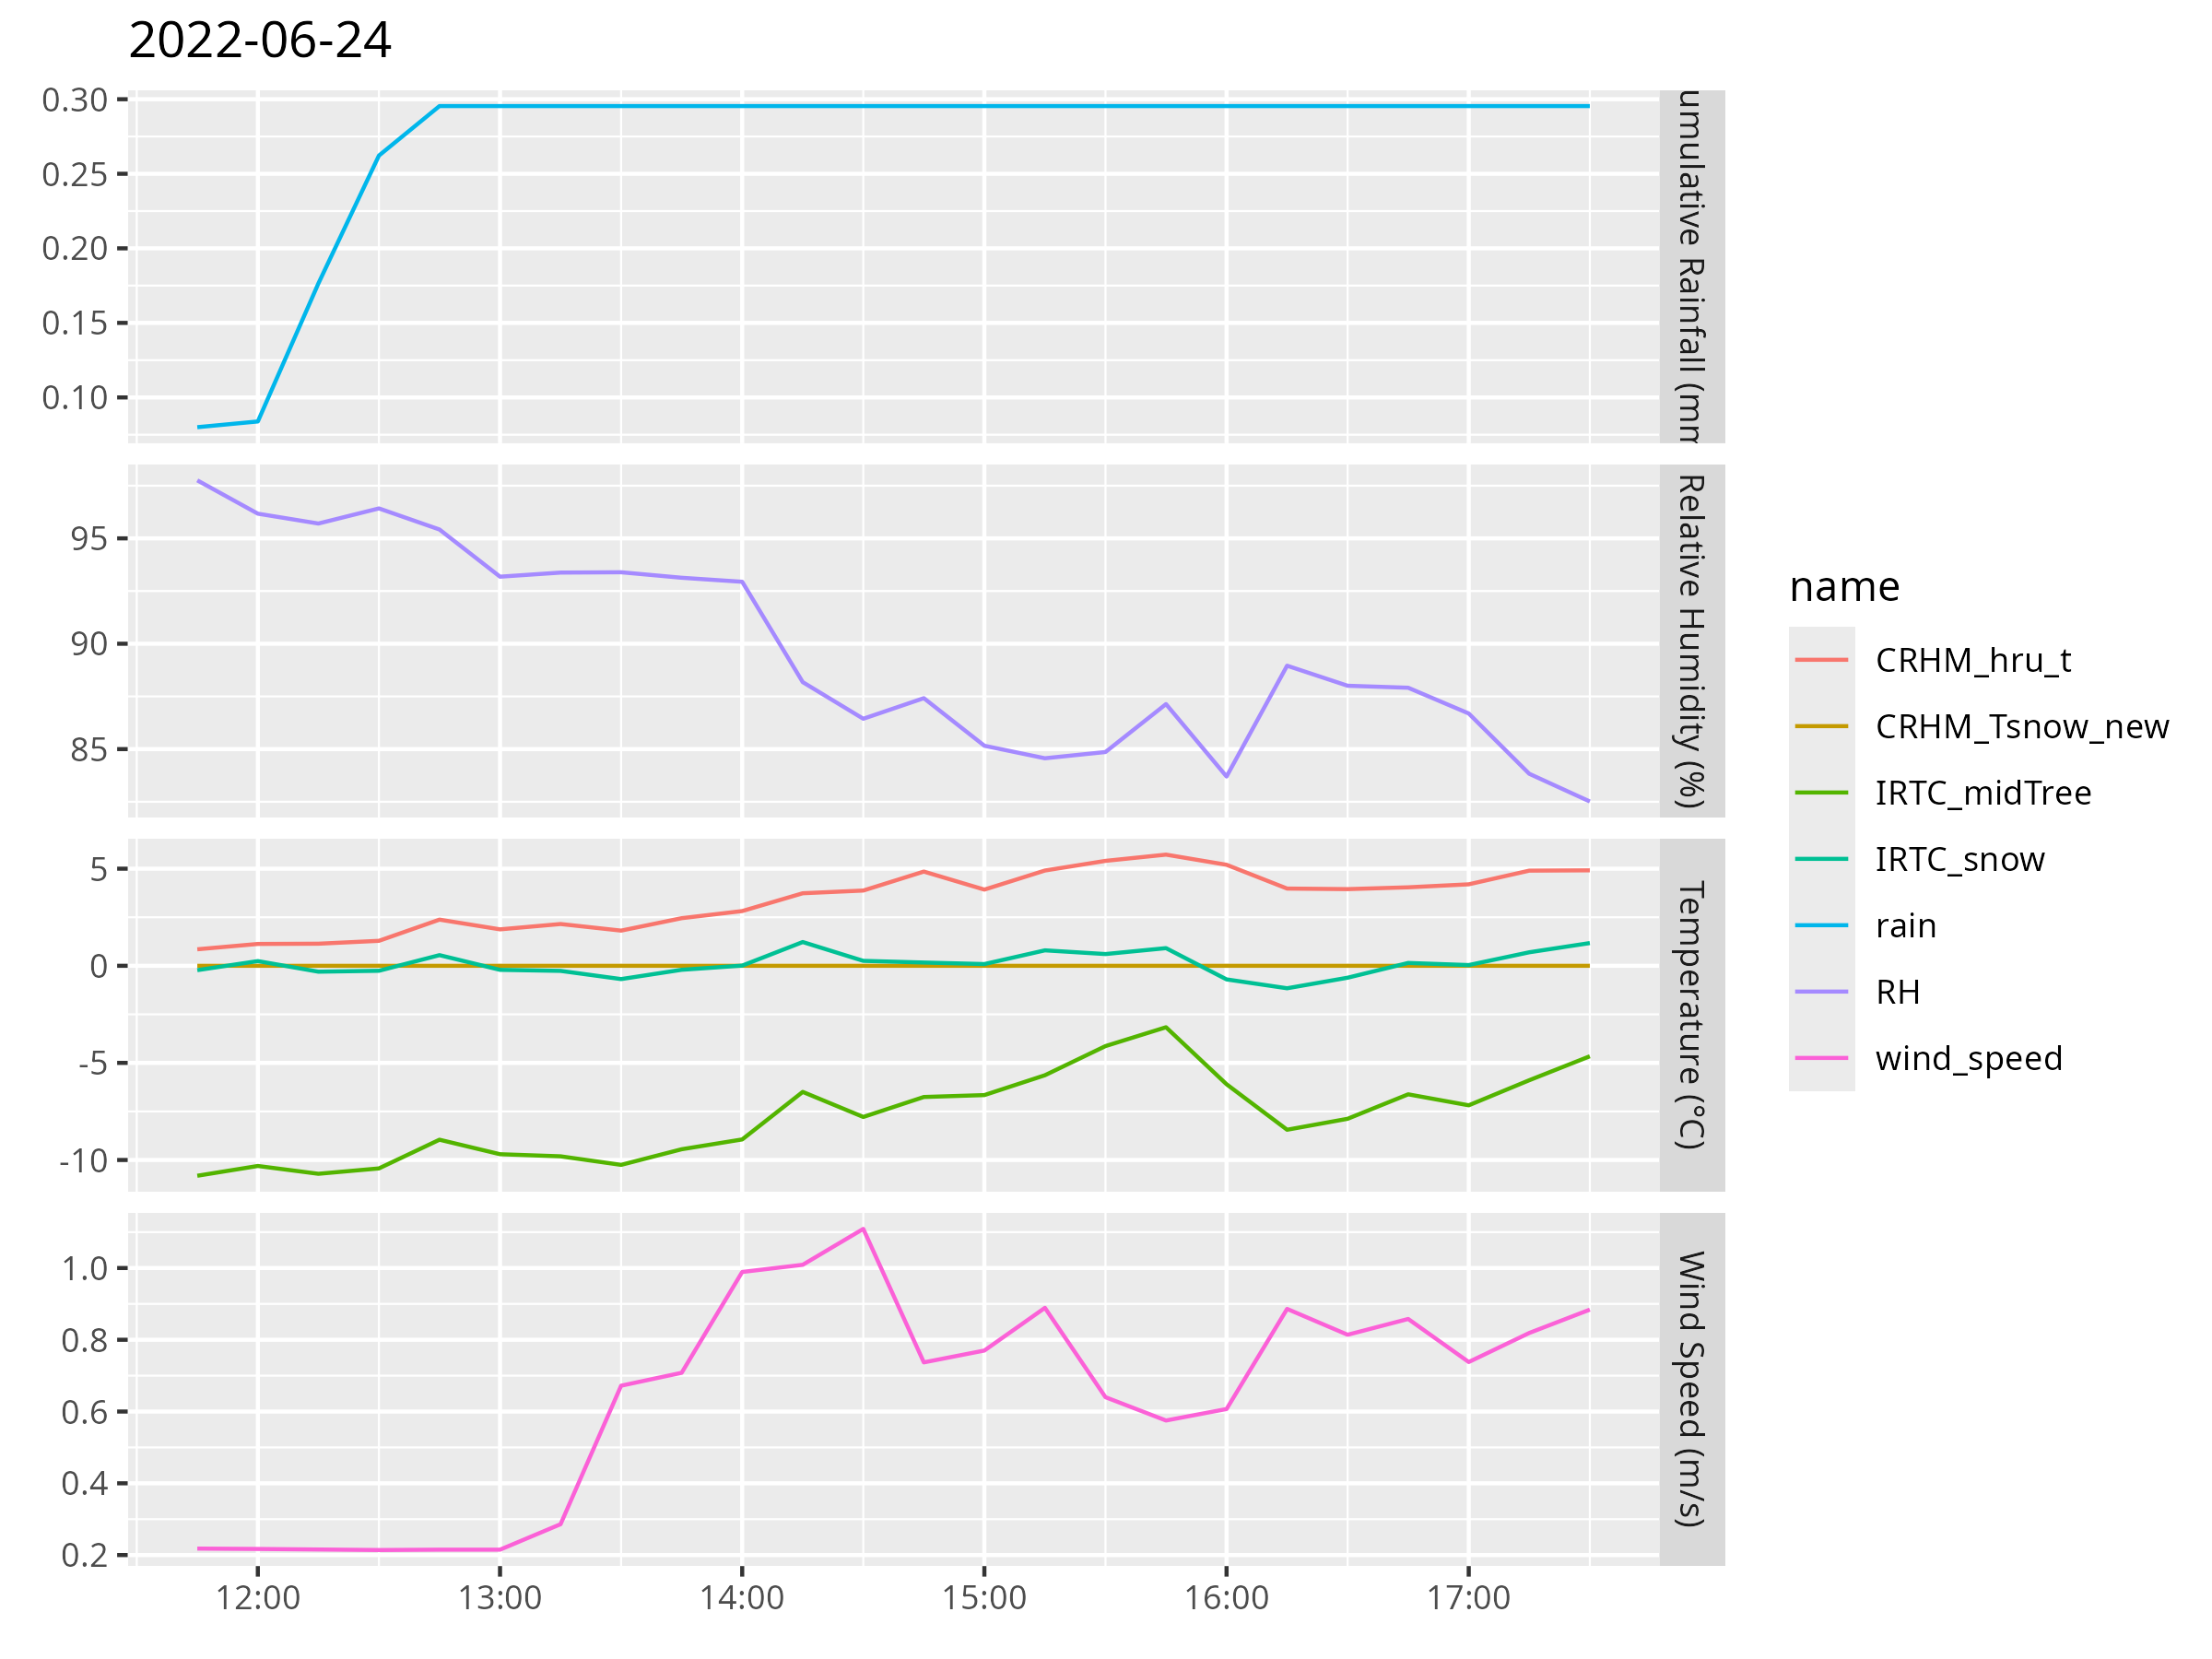 2022-06-24
0.30
0.25
0.20
0.15
0.10
umulative Rainfall (mm
95
90
85
Relative Humidity (%)
5
0
-5
-10
Temperature (°C)
1.0
0.8
0.6
0.4
0.2
Wind Speed (m/s)
12:00 13:00 14:00 15:00 16:00 17:00
name
CRHM_hru_t
CRHM_Tsnow_new
IRTC_midTree
IRTC_snow
rain
RH
wind_speed